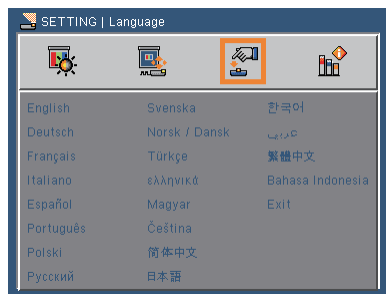 SETTING | Language
English
Deutsch
Français
Italiano
Español
Português
Polski
Русский
Svenska
Norsk / Dansk
Türkçe
ελληνικά
Magyar
Čeština
简体中文
日本語
한국어
عربي
繁體中文
Bahasa Indonesia
Exit